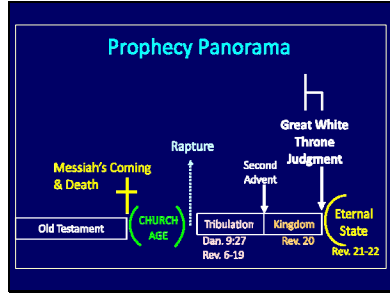 Prophecy Panorama
Great White
Throne
Judgment
Rapture
Messiah's Coming
& Death
Second
Advent
Old Testament
CHURCH
AGE
Tribulation
Kingdom
Eternal
State
Dan. 9:27
Rev. 6-19
Rev. 20
Rev. 21-22